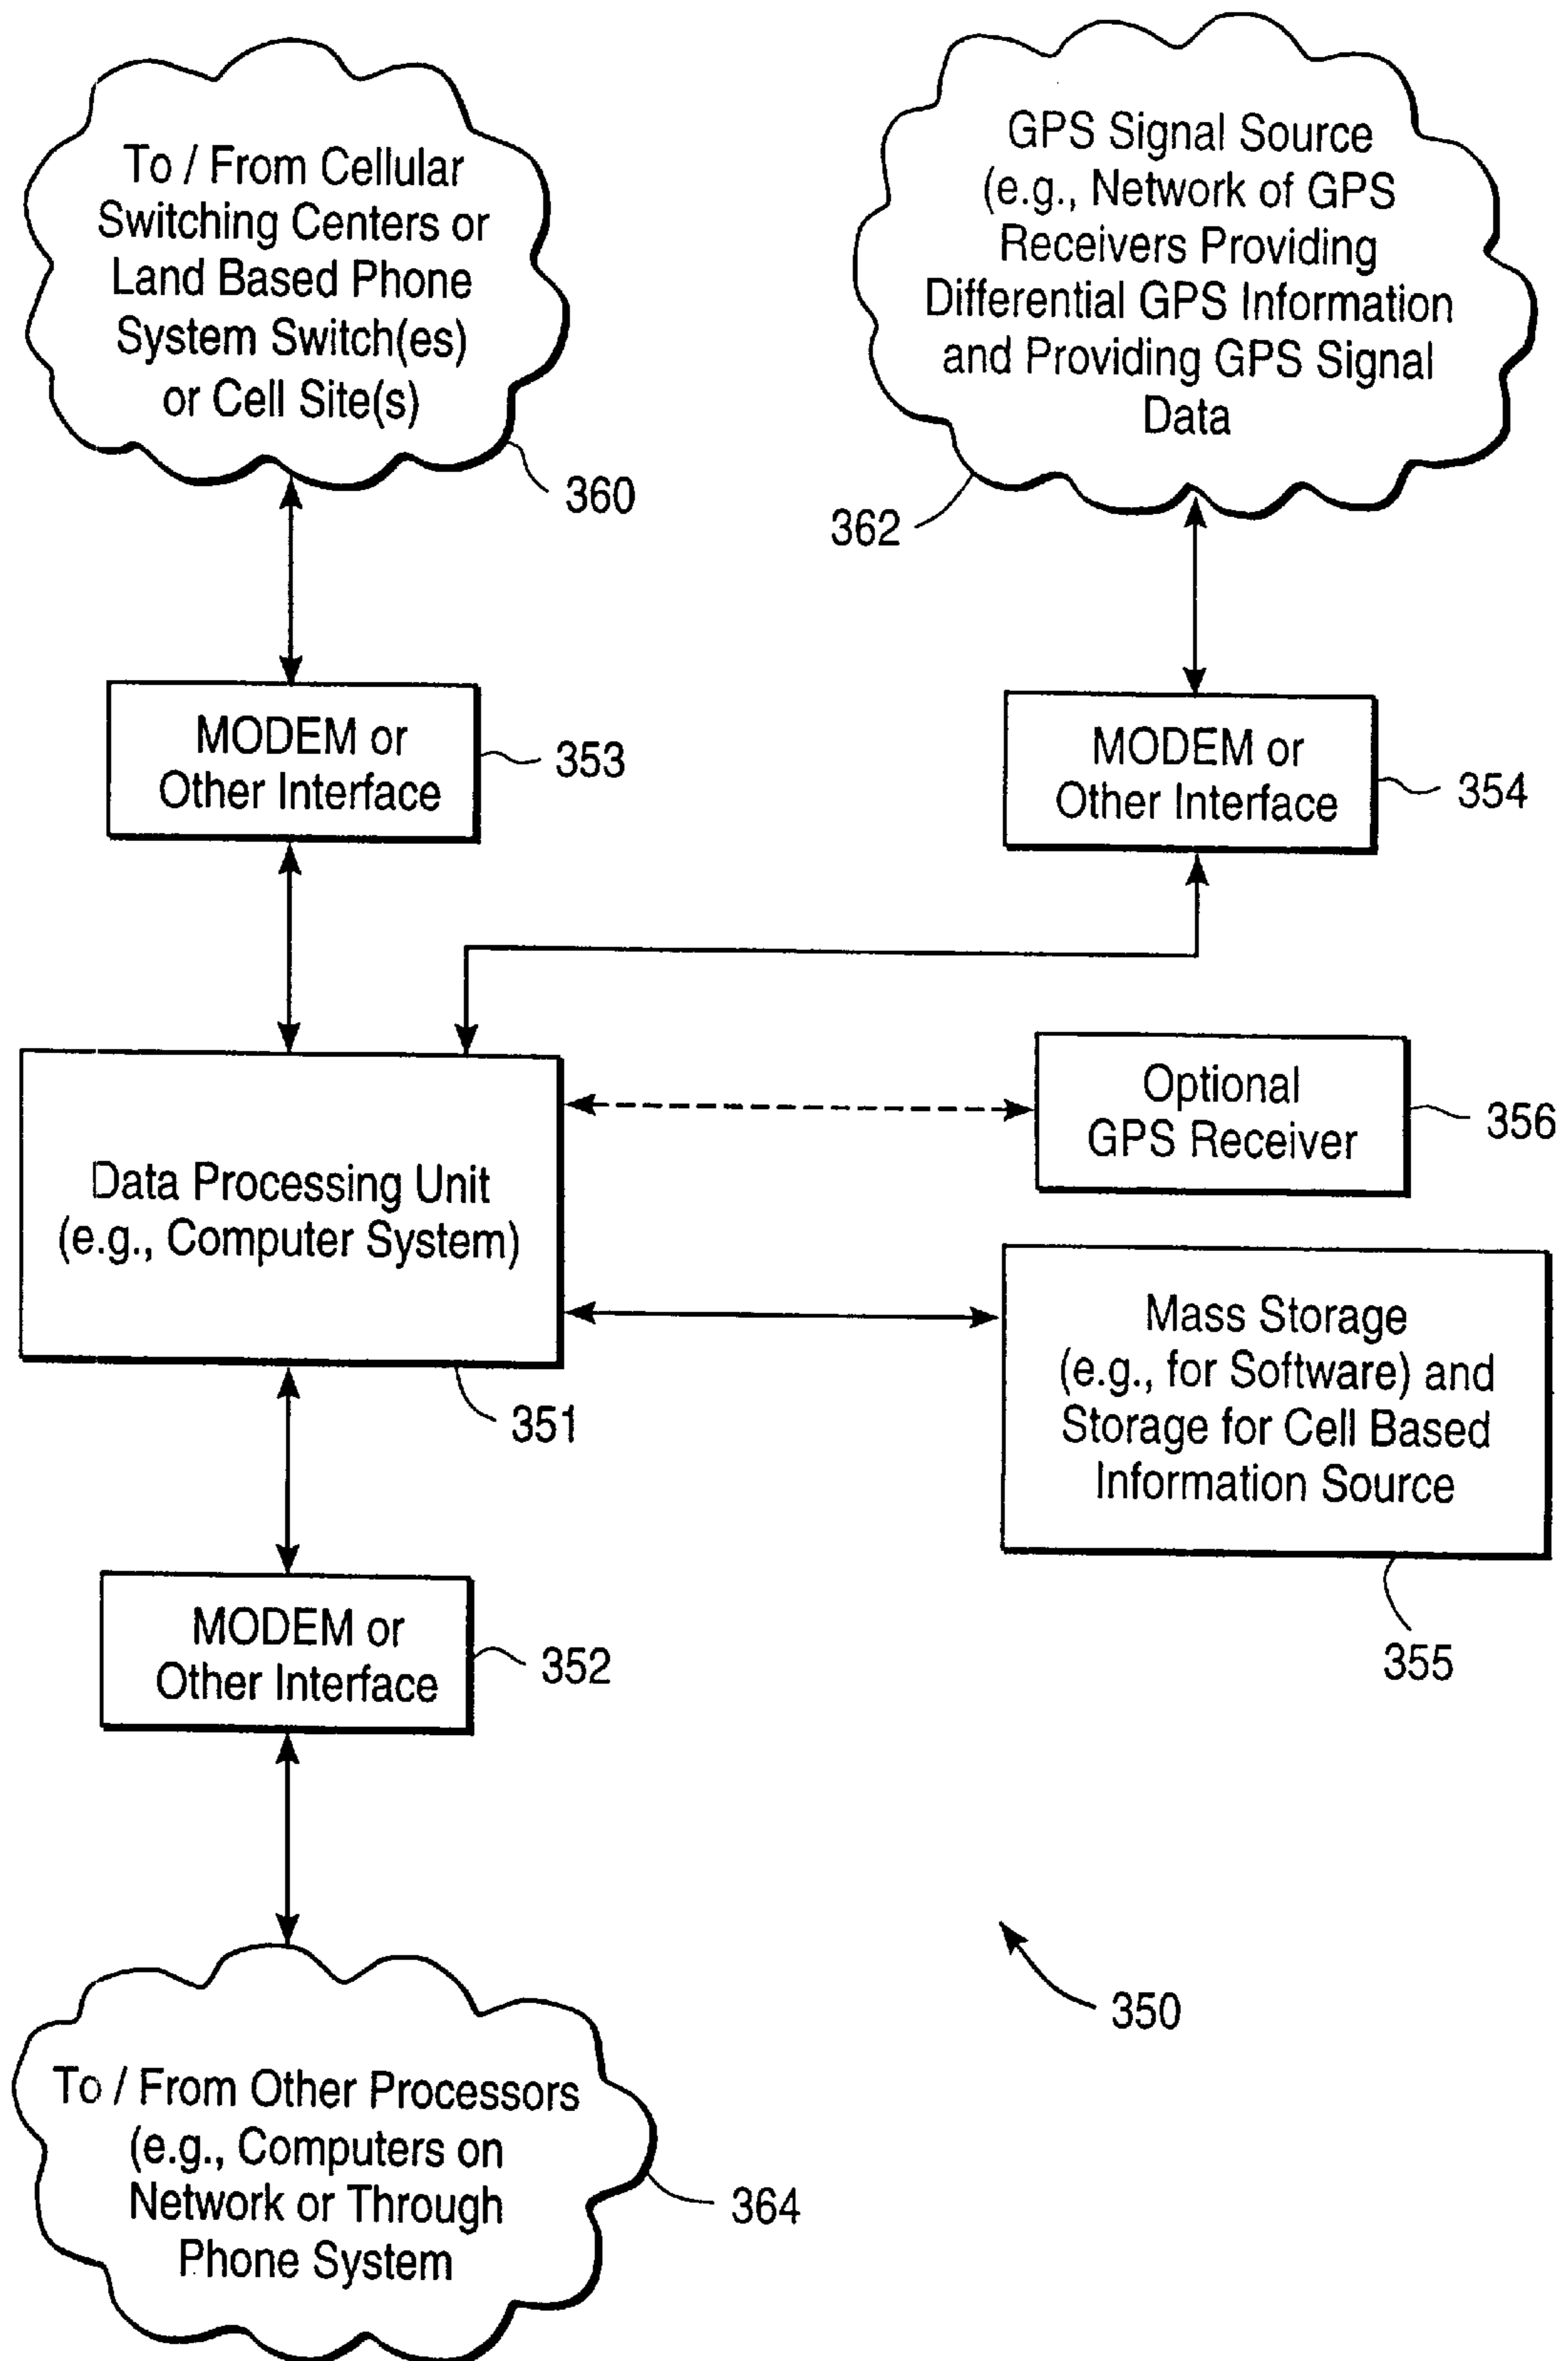 To / From Cellular
Switching Centers or
Land Based Phone
System Switch(es)
or Cell Site(s)
360
GPS Signal Source
(e.g., Network of GPS
Receivers Providing
Differential GPS Information
and Providing GPS Signal
Data
362
MODEM or
Other Interface
353
MODEM or
Other Interface
354
Data Processing Unit
(e.g., Computer System)
351
Optional
GPS Receiver
356
Mass Storage
(e.g., for Software) and
Storage for Cell Based
Information Source
355
MODEM or
Other Interface
352
350
To / From Other Processors
(e.g., Computers on
Network or Through
Phone System
364